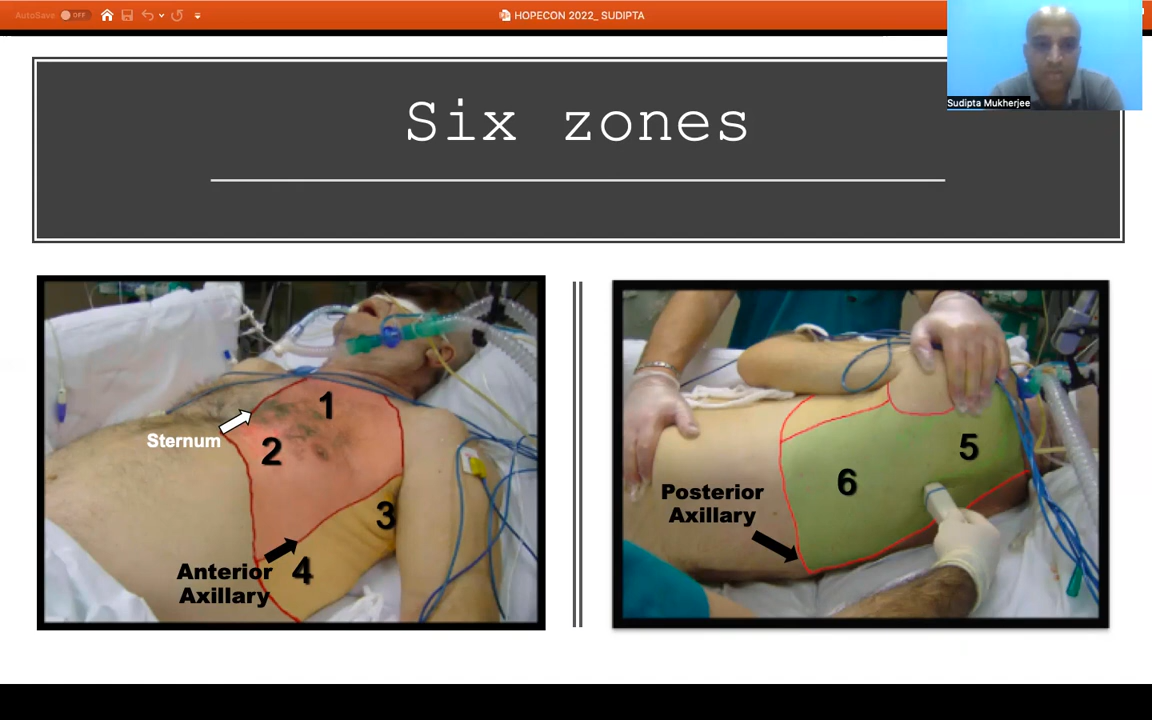 AutoSave OFF
HOPECON 2022_ SUDIPTA
Sudipta Mukherjee
Six zones
1
2
3
4
Sternum
Anterior
Axillary
5
6
Posterior
Axillary